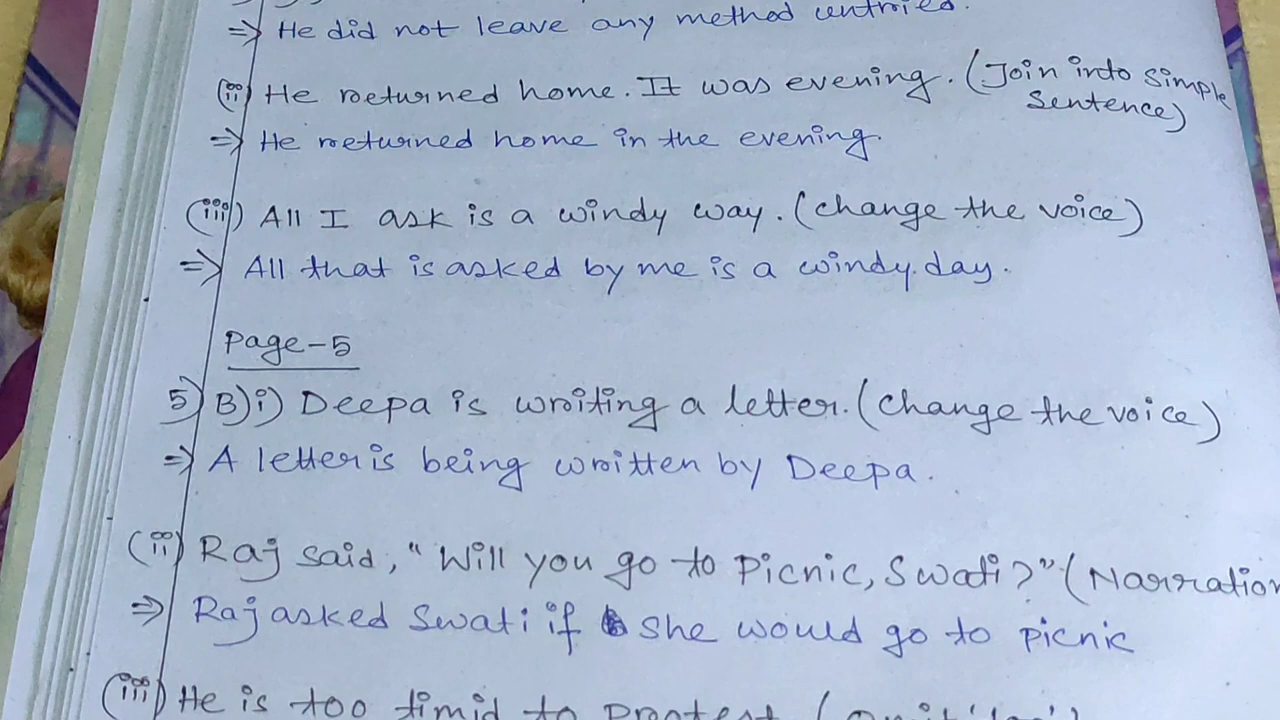 => He did not leave any method untried.
(ii) He returned home. It was evening. (Join into simple
sentence)
=> He returned home in the evening.
(iii) All I ask is a windy way. (change the voice)
=> All that is asked by me is a windy day.
Page-5
5) B) i) Deepa is writing a letter. (change the voice)
=> A letter is being written by Deepa.
(ii) Raj said, "Will you go to Picnic, Swati?" (Narration
=> Raj asked Swati if she would go to picnic
(iii) He is too timid to protest (omit 'too')